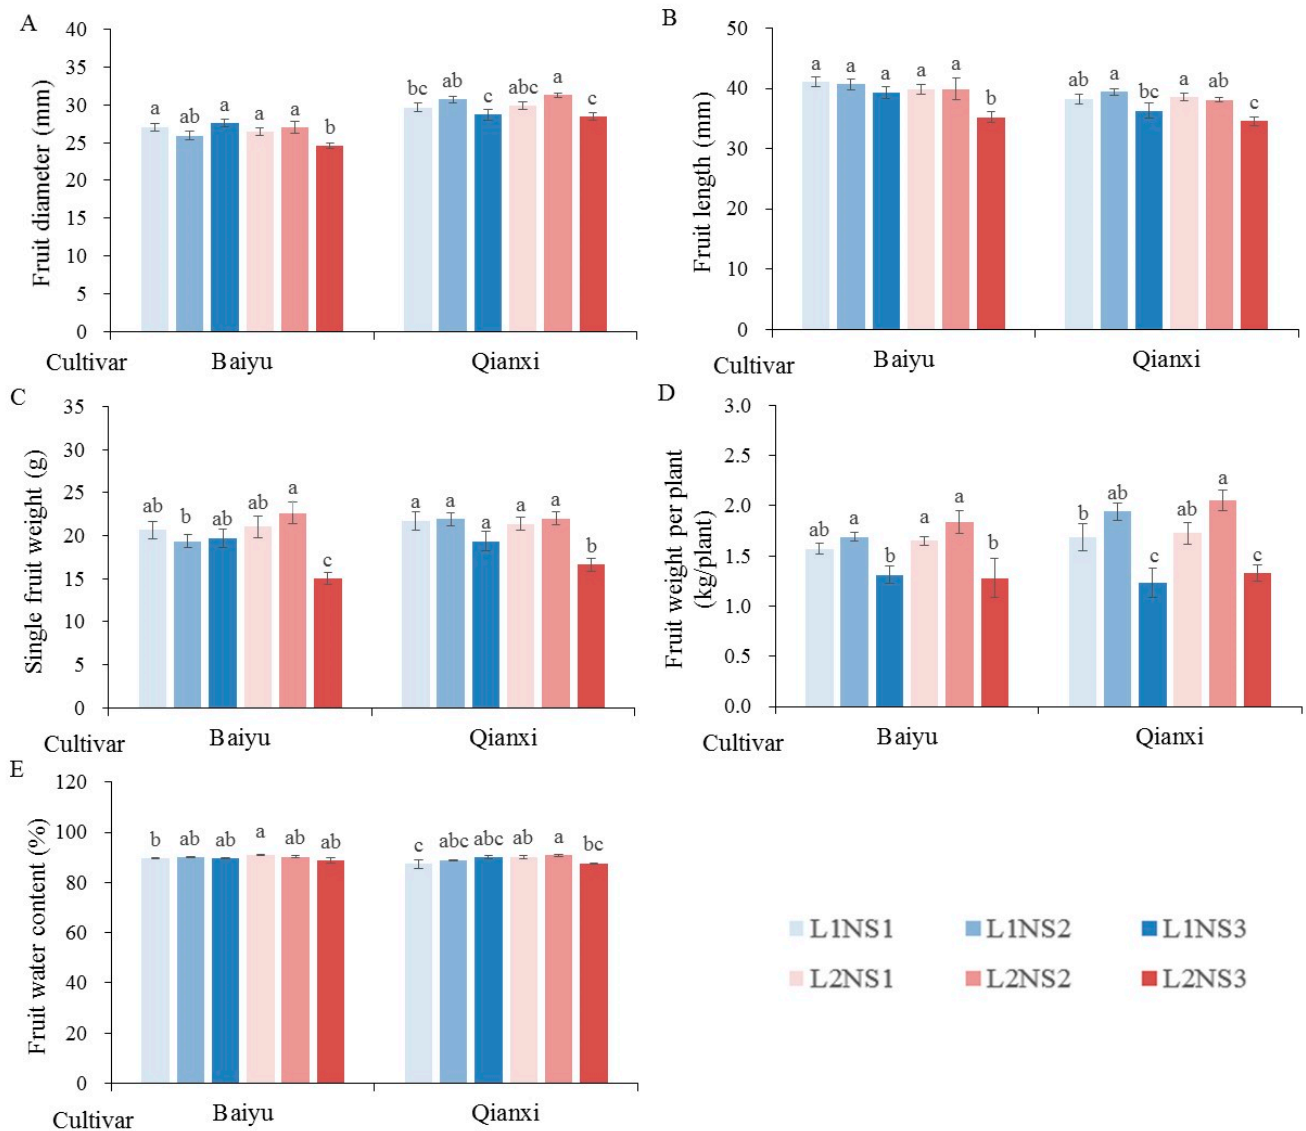 A
Fruit diameter (mm)
40
35
30
25
20
15
10
5
0
a ab a a a b
bc ab c abc a c
Cultivar Baiyu Qianxi
B
Fruit length (mm)
50
40
30
20
10
0
a a a a a b
ab a bc a ab c
Cultivar Baiyu Qianxi
C
Single fruit weight (g)
35
30
25
20
15
10
5
0
ab b ab ab a c
a a a a a b
Cultivar Baiyu Qianxi
D
Fruit weight per plant
(kg/plant)
3.0
2.5
2.0
1.5
1.0
0.5
0.0
ab a b a a b
b ab c ab a c
Cultivar Baiyu Qianxi
E
Fruit water content (%)
120
100
80
60
40
20
0
b ab ab a ab ab
c abc abc ab a bc
Cultivar Baiyu Qianxi
L1NS1 L1NS2 L1NS3
L2NS1 L2NS2 L2NS3